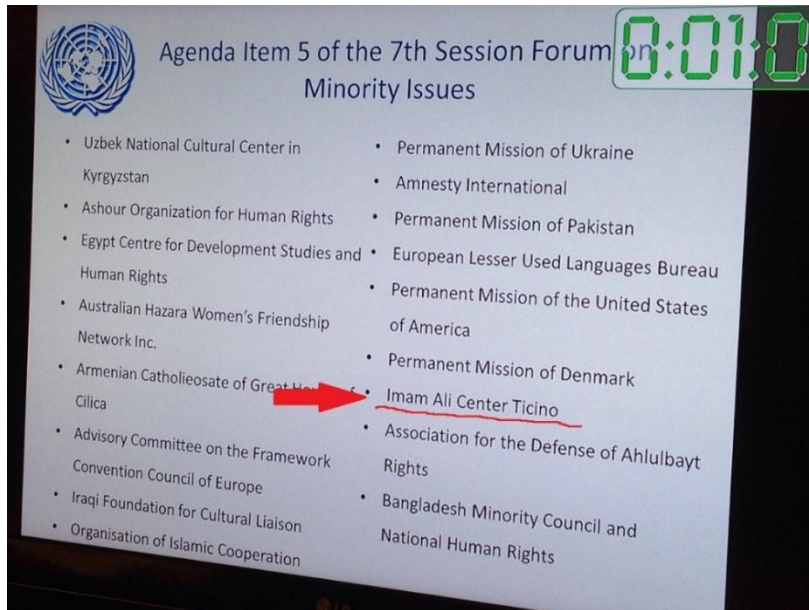 Agenda Item 5 of the 7th Session Forum on
Minority Issues
0:01:0
Uzbek National Cultural Center in
Kyrgyzstan
Ashour Organization for Human Rights
Egypt Centre for Development Studies and
Human Rights
Australian Hazara Women's Friendship
Network Inc.
Armenian Catholieosate of Great of
Cilica
Advisory Committee on the Framework
Convention Council of Europe
Iraqi Foundation for Cultural Liaison
Organisation of Islamic Cooperation
Permanent Mission of Ukraine
Amnesty International
Permanent Mission of Pakistan
European Lesser Used Languages Bureau
Permanent Mission of the United States
of America
Permanent Mission of Denmark
Imam Ali Center Ticino
Association for the Defense of Ahlulbayt
Rights
Bangladesh Minority Council and
National Human Rights
LG